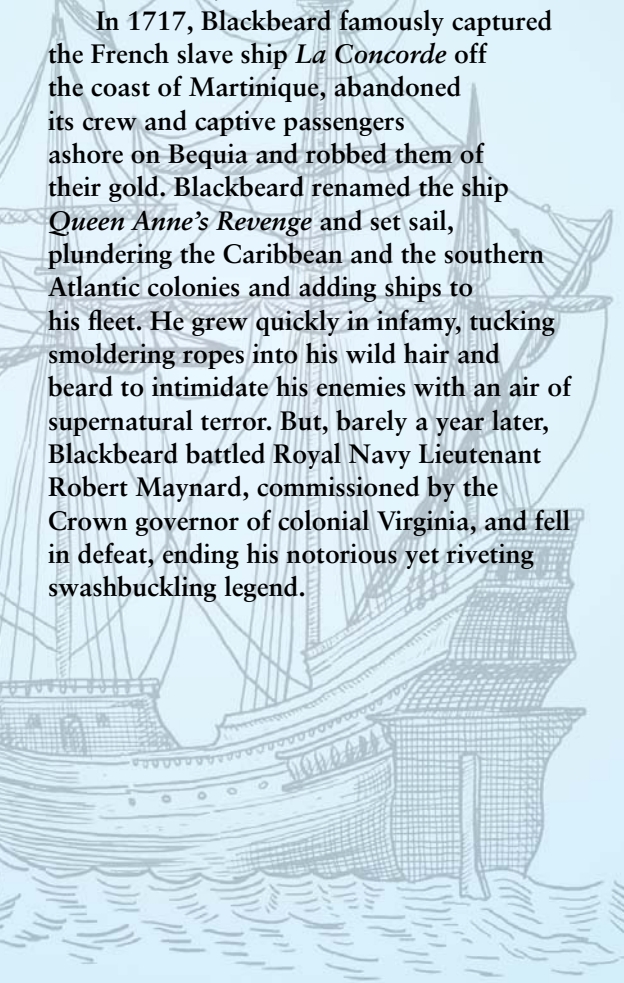 In 1717, Blackbeard famously captured
the French slave ship La Concorde off
the coast of Martinique, abandoned
its crew and captive passengers
ashore on Bequia and robbed them of
their gold. Blackbeard renamed the ship
Queen Anne’s Revenge and set sail,
plundering the Caribbean and the southern
Atlantic colonies and adding ships to
his fleet. He grew quickly in infamy, tucking
smoldering ropes into his wild hair and
beard to intimidate his enemies with an air of
supernatural terror. But, barely a year later,
Blackbeard battled Royal Navy Lieutenant
Robert Maynard, commissioned by the
Crown governor of colonial Virginia, and fell
in defeat, ending his notorious yet riveting
swashbuckling legend.